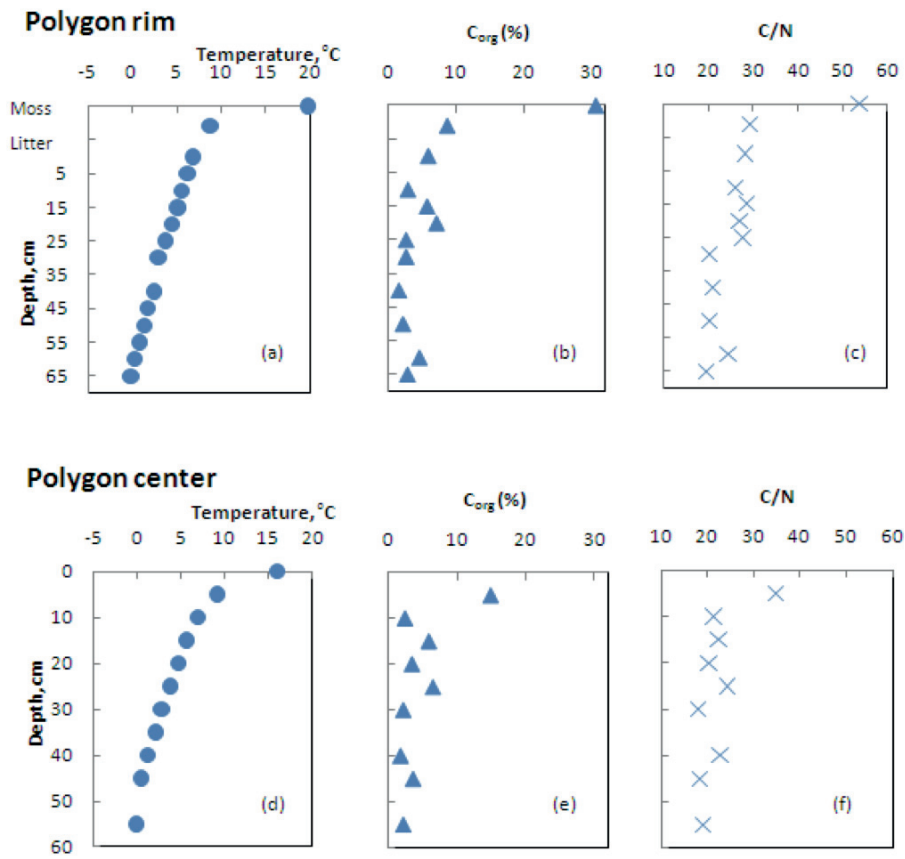 Polygon rim
Temperature, °C
-5 0 5 10 15 20
Corg (%)
0 10 20 30
C/N
10 20 30 40 50 60
Moss
Litter
5
15
25
35
45
55
65
Depth,cm
(a)
(b)
(c)
Polygon center
Temperature, °C
-5 0 5 10 15 20
Corg (%)
0 10 20 30
C/N
10 20 30 40 50 60
0
10
20
30
40
50
60
Depth,cm
(d)
(e)
(f)